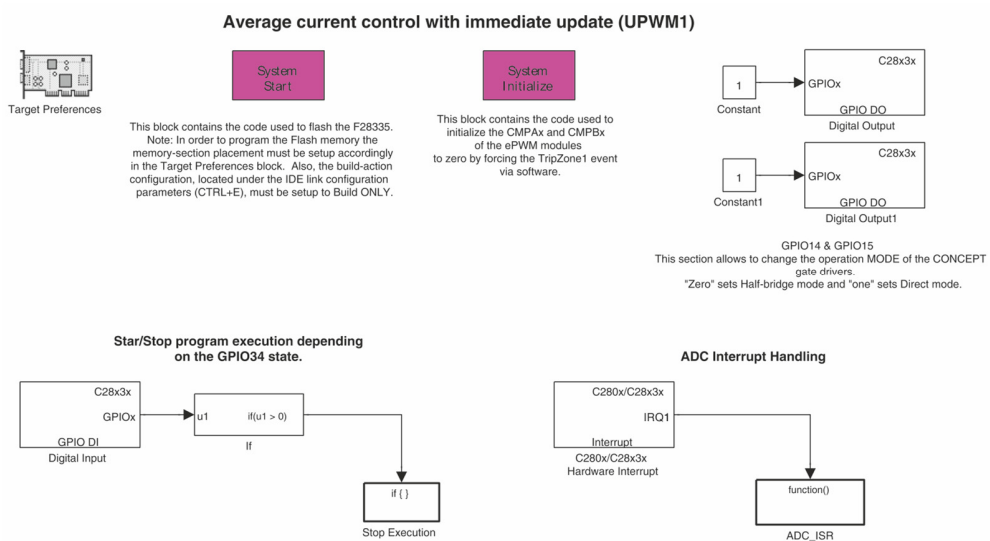 Average current control with immediate update (UPWM1)
Target Preferences
System
Start
This block contains the code used to flash the F28335.
Note: In order to program the Flash memory the
memory-section placement must be setup accordingly
in the Target Preferences block. Also, the build-action
configuration, located under the IDE link configuration
parameters (CTRL+E), must be setup to Build ONLY.
System
Initialize
This block contains the code used to
initialize the CMPAx and CMPBx
of the ePWM modules
to zero by forcing the TripZone1 event
via software.
1
Constant
C28x3x
GPIOx
GPIO DO
Digital Output
1
Constant1
C28x3x
GPIOx
GPIO DO
Digital Output1
GPIO14 & GPIO15
This section allows to change the operation MODE of the CONCEPT
gate drivers.
"Zero" sets Half-bridge mode and "one" sets Direct mode.
Star/Stop program execution depending
on the GPIO34 state.
C28x3x
GPIOx
GPIO DI
Digital Input
u1
if(u1 > 0)
If
if { }
Stop Execution
ADC Interrupt Handling
C280x/C28x3x
IRQ1
Interrupt
C280x/C28x3x
Hardware Interrupt
function()
ADC_ISR